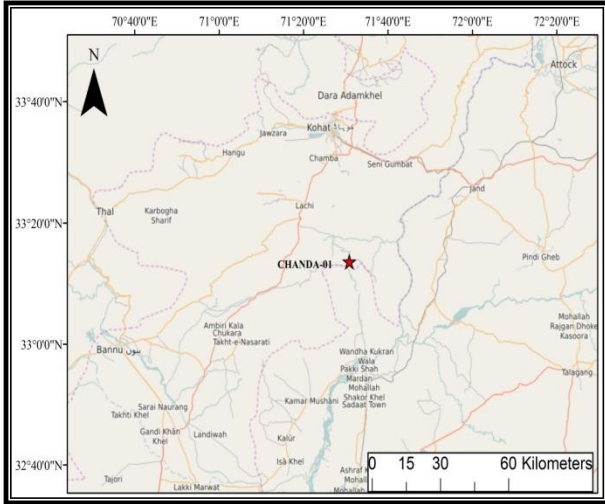 70°40'0"E 71°0'0"E 71°20'0"E 71°40'0"E 72°0'0"E 72°20'0"E
N
Attock
33°40'0"N
Dara Adamkhel
Jawzara
Kohat کوہاٹ
Hangu
Chamba
Seni Gumbat
Jand
Thal
Karbogha
Sharif
Lachi
33°20'0"N
CHANDA-01
Pindi Gheb
Mohallah
Rajgan Dhoke
Kasoora
Ambiri Kala
Chukara
Takht-e-Nasarati
33°0'0"N
Bannu بنوں
Wandha Kukran
Wala
Pakki Shah
Mardan
Mohallah
Shakor Khel
Sadaat Town
Talagang
Kamar Mushani
Sarai Naurang
Takhti Khel
Gandi Khan
Khel
Landiwah
Kalūr
Isā Khel
32°40'0"N
Tajori
Lakki Marwat
Ashraf
Mohall
Mohallah
0 15 30 60 Kilometers